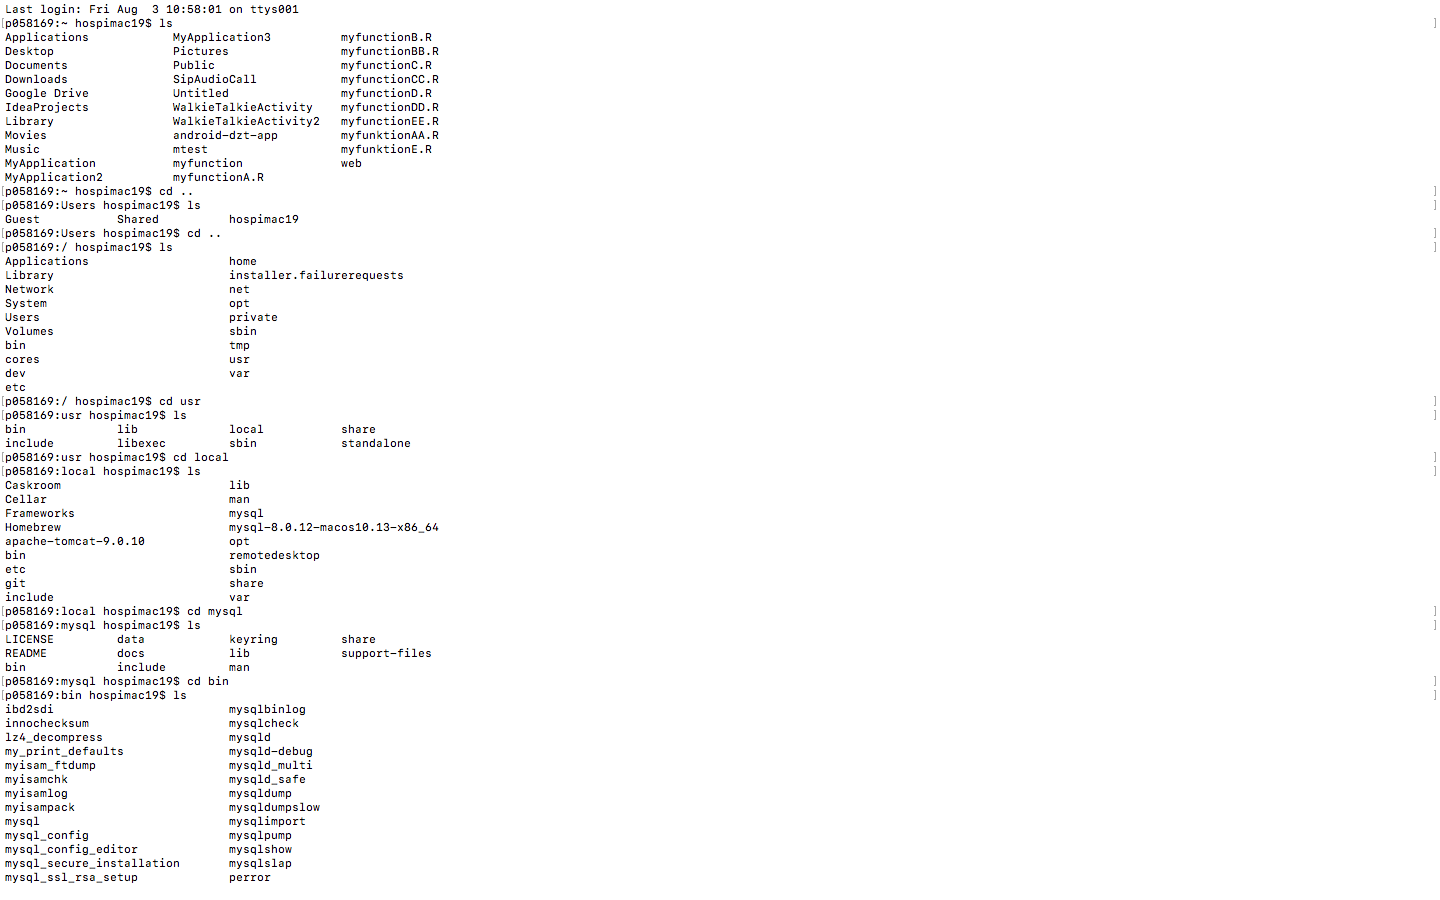 Last login: Fri Aug  3 10:58:01 on ttys001
[p058169:~ hospimac19$ ls ]
Applications MyApplication3 myfunctionB.R
Desktop Pictures myfunctionBB.R
Documents Public myfunctionC.R
Downloads SipAudioCall myfunctionCC.R
Google Drive Untitled myfunctionD.R
IdeaProjects WalkieTalkieActivity myfunctionDD.R
Library WalkieTalkieActivity2 myfunctionEE.R
Movies android-dzt-app myfunktionAA.R
Music mtest myfunktionE.R
MyApplication myfunction web
MyApplication2 myfunctionA.R
[p058169:~ hospimac19$ cd .. ]
[p058169:Users hospimac19$ ls ]
Guest Shared hospimac19
[p058169:Users hospimac19$ cd .. ]
[p058169:/ hospimac19$ ls ]
Applications home
Library installer.failurerequests
Network net
System opt
Users private
Volumes sbin
bin tmp
cores usr
dev var
etc
[p058169:/ hospimac19$ cd usr ]
[p058169:usr hospimac19$ ls ]
bin lib local share
include libexec sbin standalone
[p058169:usr hospimac19$ cd local ]
[p058169:local hospimac19$ ls ]
Caskroom lib
Cellar man
Frameworks mysql
Homebrew mysql-8.0.12-macos10.13-x86_64
apache-tomcat-9.0.10 opt
bin remotedesktop
etc sbin
git share
include var
[p058169:local hospimac19$ cd mysql ]
[p058169:mysql hospimac19$ ls ]
LICENSE data keyring share
README docs lib support-files
bin include man
[p058169:mysql hospimac19$ cd bin ]
[p058169:bin hospimac19$ ls ]
ibd2sdi mysqlbinlog
innochecksum mysqlcheck
lz4_decompress mysqld
my_print_defaults mysqld-debug
myisam_ftdump mysqld_multi
myisamchk mysqld_safe
myisamlog mysqldump
myisampack mysqldumpslow
mysql mysqlimport
mysql_config mysqlpump
mysql_config_editor mysqlshow
mysql_secure_installation mysqlslap
mysql_ssl_rsa_setup perror